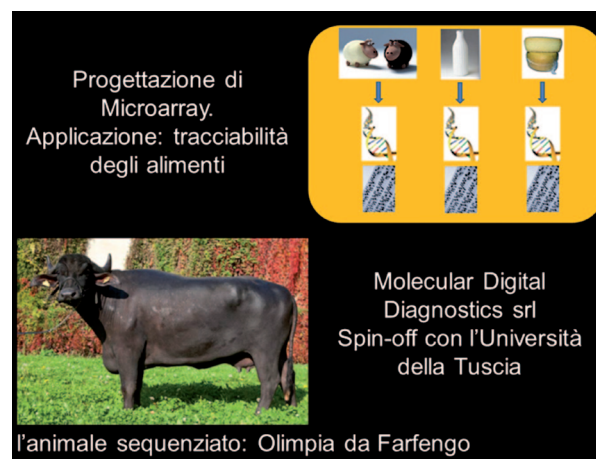 Progettazione di
Microarray.
Applicazione: tracciabilità
degli alimenti
Molecular Digital
Diagnostics srl
Spin-off con l'Università
della Tuscia
l'animale sequenziato: Olimpia da Farfengo